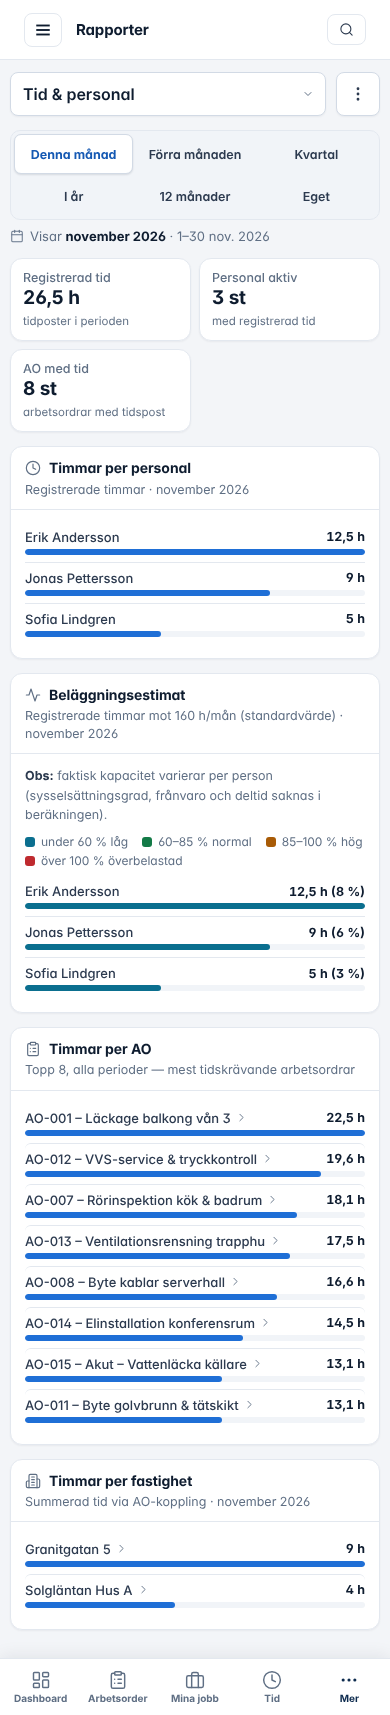 Rapporter
Tid & personal
Denna månad
Förra månaden
Kvartal
I år
12 månader
Eget
Visar november 2026 · 1–30 nov. 2026
Registrerad tid
26,5 h
tidposter i perioden
Personal aktiv
3 st
med registrerad tid
AO med tid
8 st
arbetsordrar med tidspost
Timmar per personal
Registrerade timmar · november 2026
Erik Andersson 12,5 h
Jonas Pettersson 9 h
Sofia Lindgren 5 h
Beläggningsestimat
Registrerade timmar mot 160 h/mån (standardvärde) ·
november 2026
Obs: faktisk kapacitet varierar per person
(sysselsättningsgrad, frånvaro och deltid saknas i
beräkningen).
under 60 % låg
60–85 % normal
85–100 % hög
över 100 % överbelastad
Erik Andersson 12,5 h (8 %)
Jonas Pettersson 9 h (6 %)
Sofia Lindgren 5 h (3 %)
Timmar per AO
Topp 8, alla perioder — mest tidskrävande arbetsordrar
AO-001 – Läckage balkong vån 3 22,5 h
AO-012 – VVS-service & tryckkontroll 19,6 h
AO-007 – Rörinspektion kök & badrum 18,1 h
AO-013 – Ventilationsrensning trapphu 17,5 h
AO-008 – Byte kablar serverhall 16,6 h
AO-014 – Elinstallation konferensrum 14,5 h
AO-015 – Akut – Vattenläcka källare 13,1 h
AO-011 – Byte golvbrunn & tätskikt 13,1 h
Timmar per fastighet
Summerad tid via AO-koppling · november 2026
Granitgatan 5 9 h
Solgläntan Hus A 4 h
Dashboard
Arbetsorder
Mina jobb
Tid
Mer